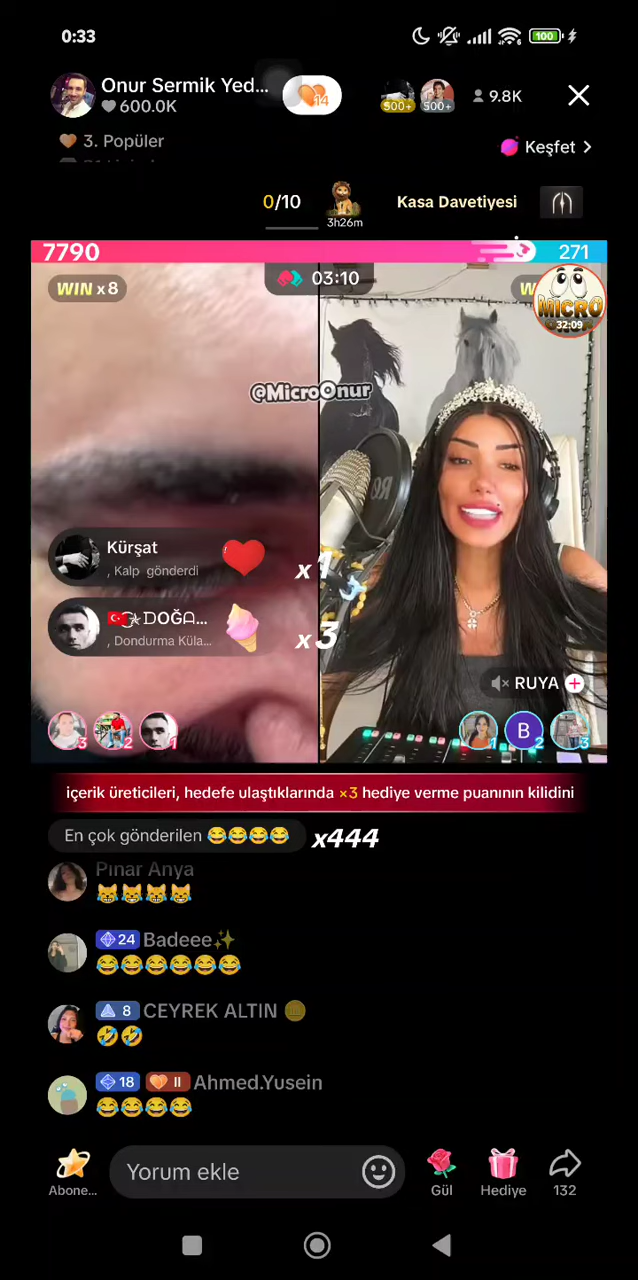 0:33
100
Onur Sermik Yed...
600.0K
14
500+
500+
9.8K
3. Popüler
Keşfet
0/10
3h26m
Kasa Davetiyesi
7790
271
WIN x8
03:10
MICRO
32:09
@MicroOnur
Kürşat
, Kalp gönderdi
x1
DOĞA...
, Dondurma Küla...
x3
RUYA
3
2
1
1
B
2
3
içerik üreticileri, hedefe ulaştıklarında ×3 hediye verme puanının kilidini
En çok gönderilen 😂😂😂😂 x444
Pınar Anya
😹😹😹😹
24 Badeee✨
😂😂😂😂😂😂
8 CEYREK ALTIN 🪙
🤣🤣
18 II Ahmed.Yusein
😂😂😂😂
Yorum ekle
Abone...
Gül
Hediye
132